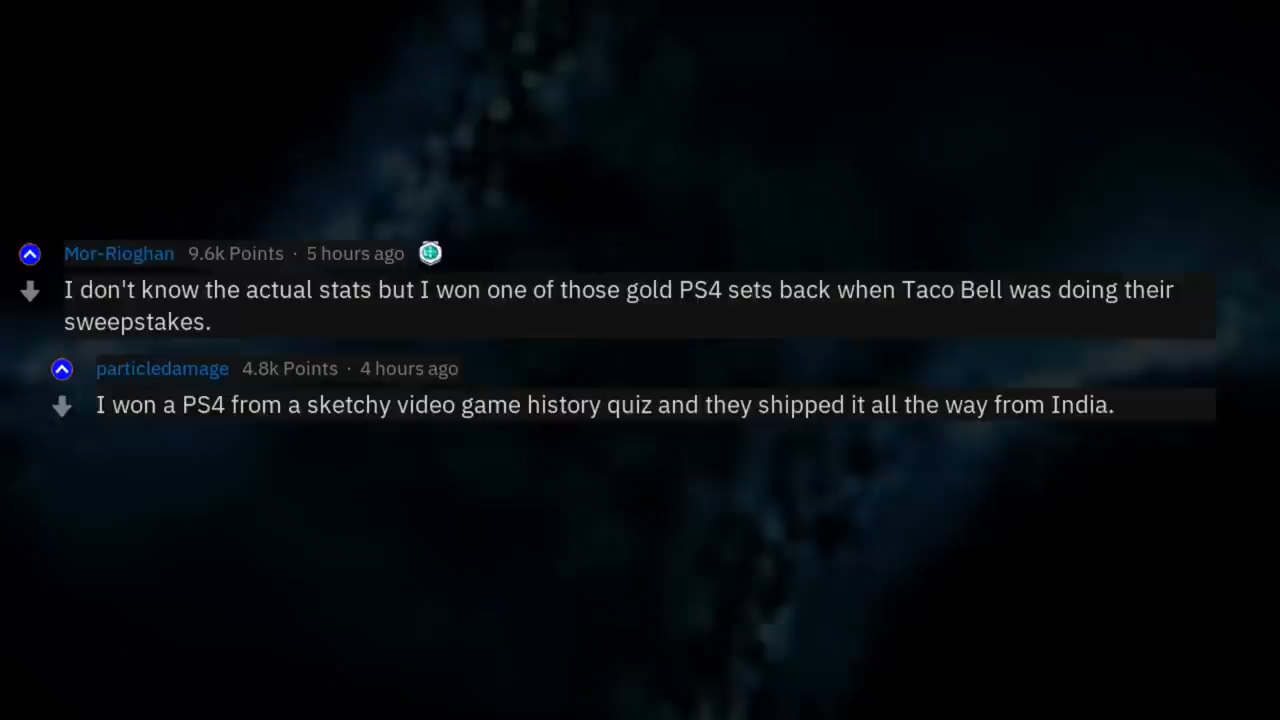 Mor-Rioghan 9.6k Points · 5 hours ago
I don't know the actual stats but I won one of those gold PS4 sets back when Taco Bell was doing their
sweepstakes.
particledamage 4.8k Points · 4 hours ago
I won a PS4 from a sketchy video game history quiz and they shipped it all the way from India.